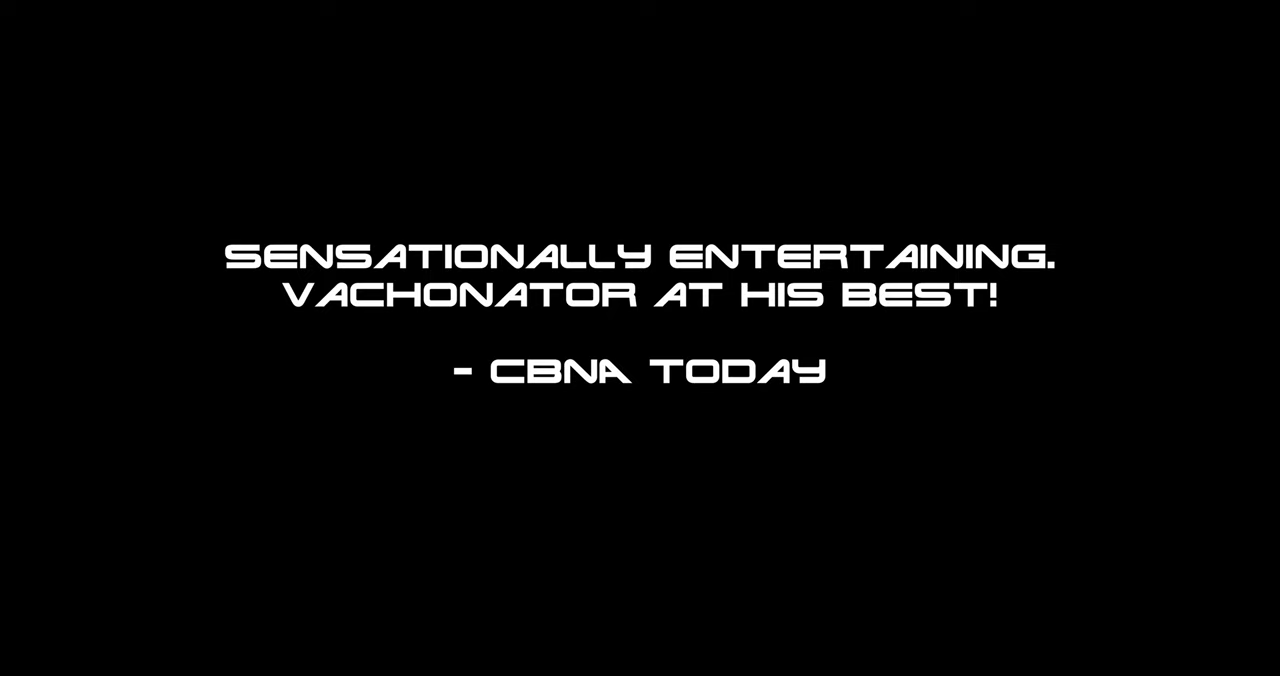 SENSATIONALLY ENTERTAINING.
VACHONATOR AT HIS BEST!
- CBNA TODAY